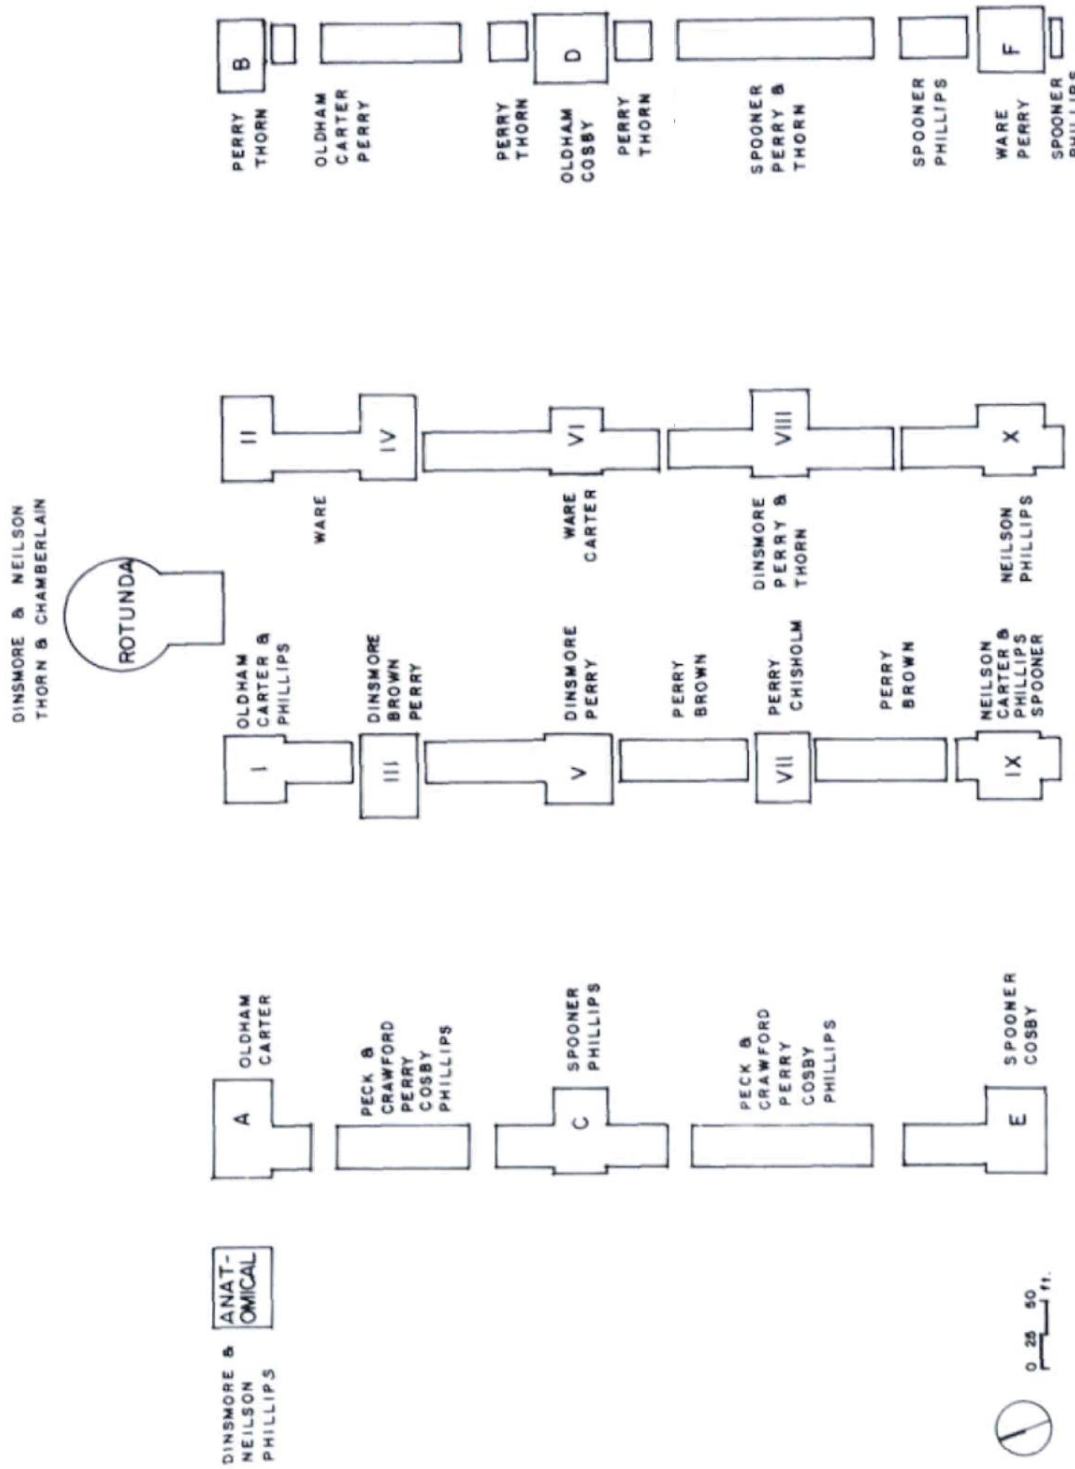 DINSMORE & NEILSON
THORN & CHAMBERLAIN
ROTUNDA
DINSMORE &
NEILSON
PHILLIPS
ANAT-
OMICAL
A
OLDHAM
CARTER
PECK &
CRAWFORD
PERRY
COSBY
PHILLIPS
C
SPOONER
PHILLIPS
PECK &
CRAWFORD
PERRY
COSBY
PHILLIPS
E
SPOONER
COSBY
I
OLDHAM
CARTER &
PHILLIPS
III
DINSMORE
BROWN
PERRY
V
DINSMORE
PERRY
PERRY
BROWN
VII
PERRY
CHISHOLM
PERRY
BROWN
IX
NEILSON
CARTER &
PHILLIPS
SPOONER
II
WARE
IV
WARE
CARTER
VI
DINSMORE
PERRY &
THORN
VIII
NEILSON
PHILLIPS
X
PERRY
THORN
B
OLDHAM
CARTER
PERRY
PERRY
THORN
OLDHAM
COSBY
D
PERRY
THORN
SPOONER
PERRY &
THORN
SPOONER
PHILLIPS
WARE
PERRY
F
SPOONER
PHILLIPS
0 25 50
ft.